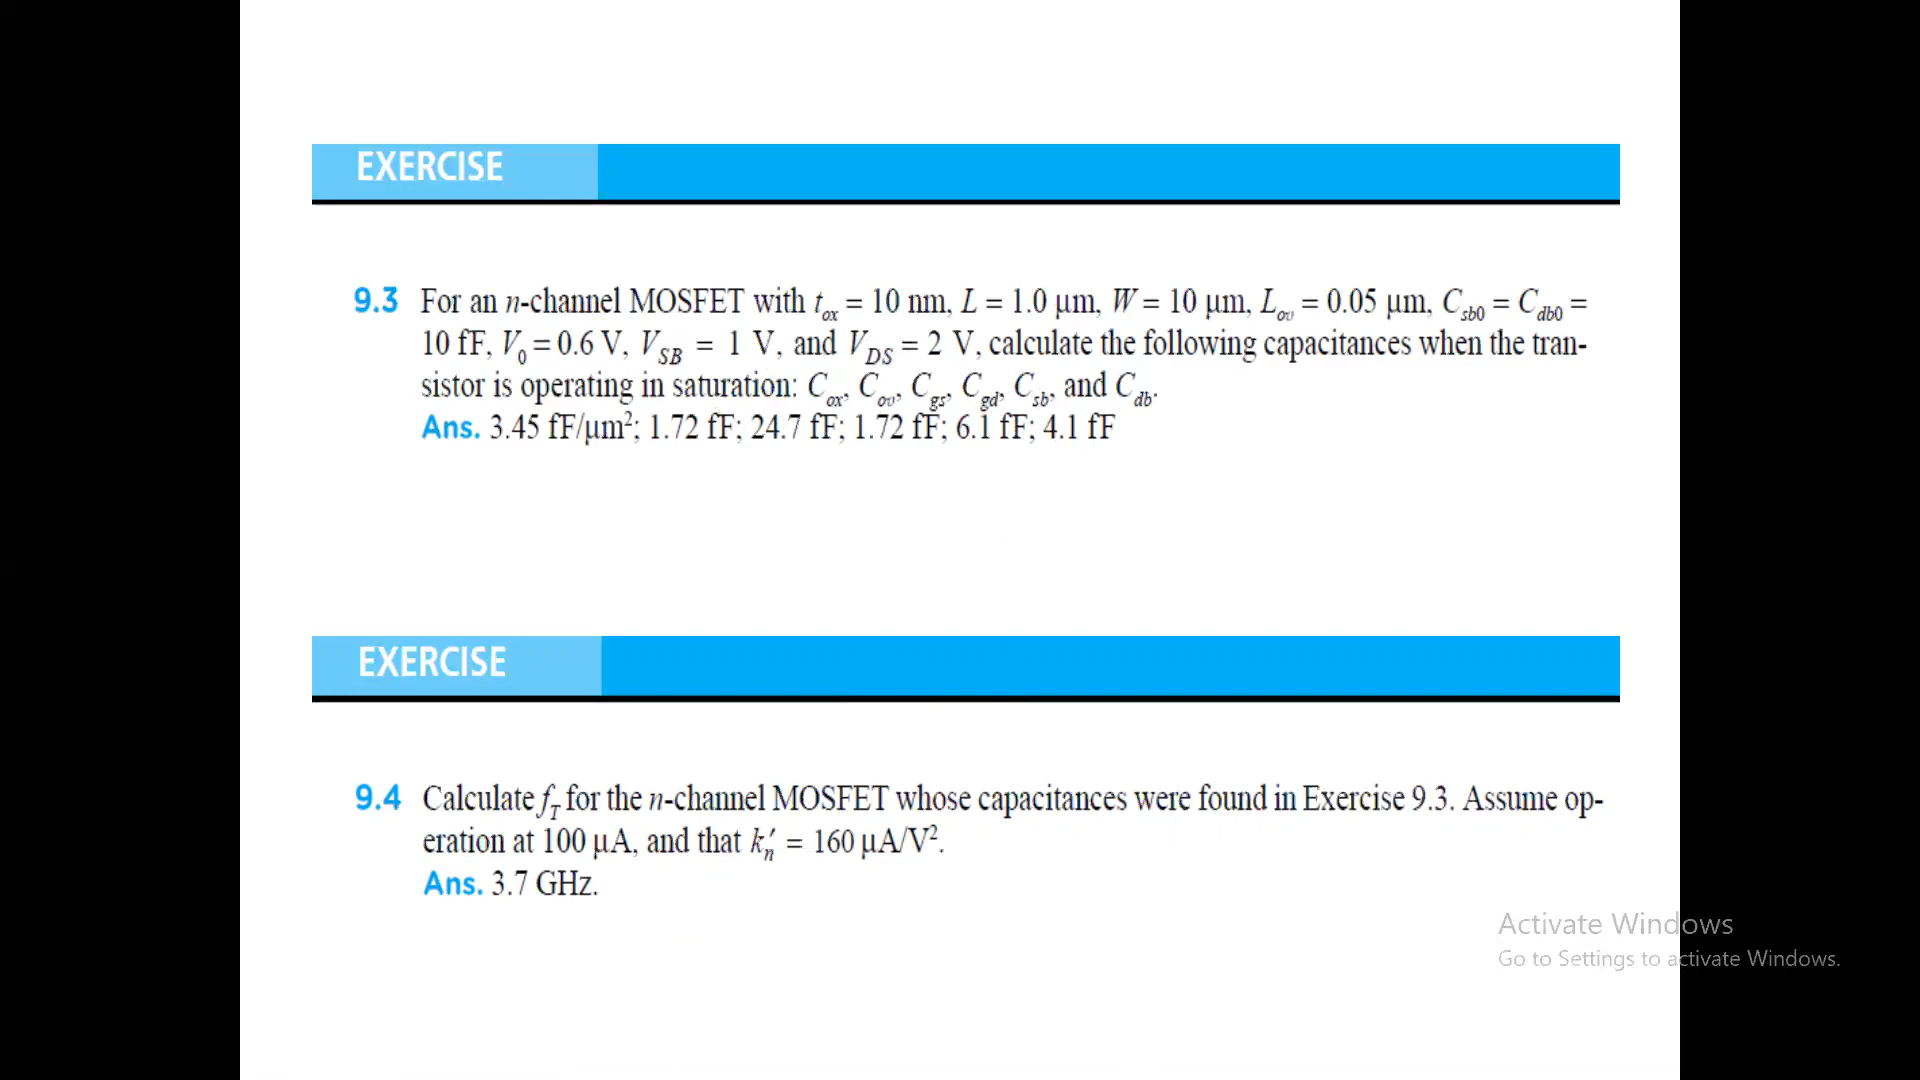 EXERCISE
9.3 For an n-channel MOSFET with tox = 10 nm, L = 1.0 μm, W = 10 μm, Lov = 0.05 μm, Csb0 = Cdb0 =
10 fF, V0 = 0.6 V, VSB = 1 V, and VDS = 2 V, calculate the following capacitances when the tran-
sistor is operating in saturation: Cox, Cov, Cgs, Cgd, Csb, and Cdb.
Ans. 3.45 fF/μm²; 1.72 fF; 24.7 fF; 1.72 fF; 6.1 fF; 4.1 fF
EXERCISE
9.4 Calculate fT for the n-channel MOSFET whose capacitances were found in Exercise 9.3. Assume op-
eration at 100 μA, and that k′n = 160 μA/V².
Ans. 3.7 GHz.
Activate Windows
Go to Settings to activate Windows.